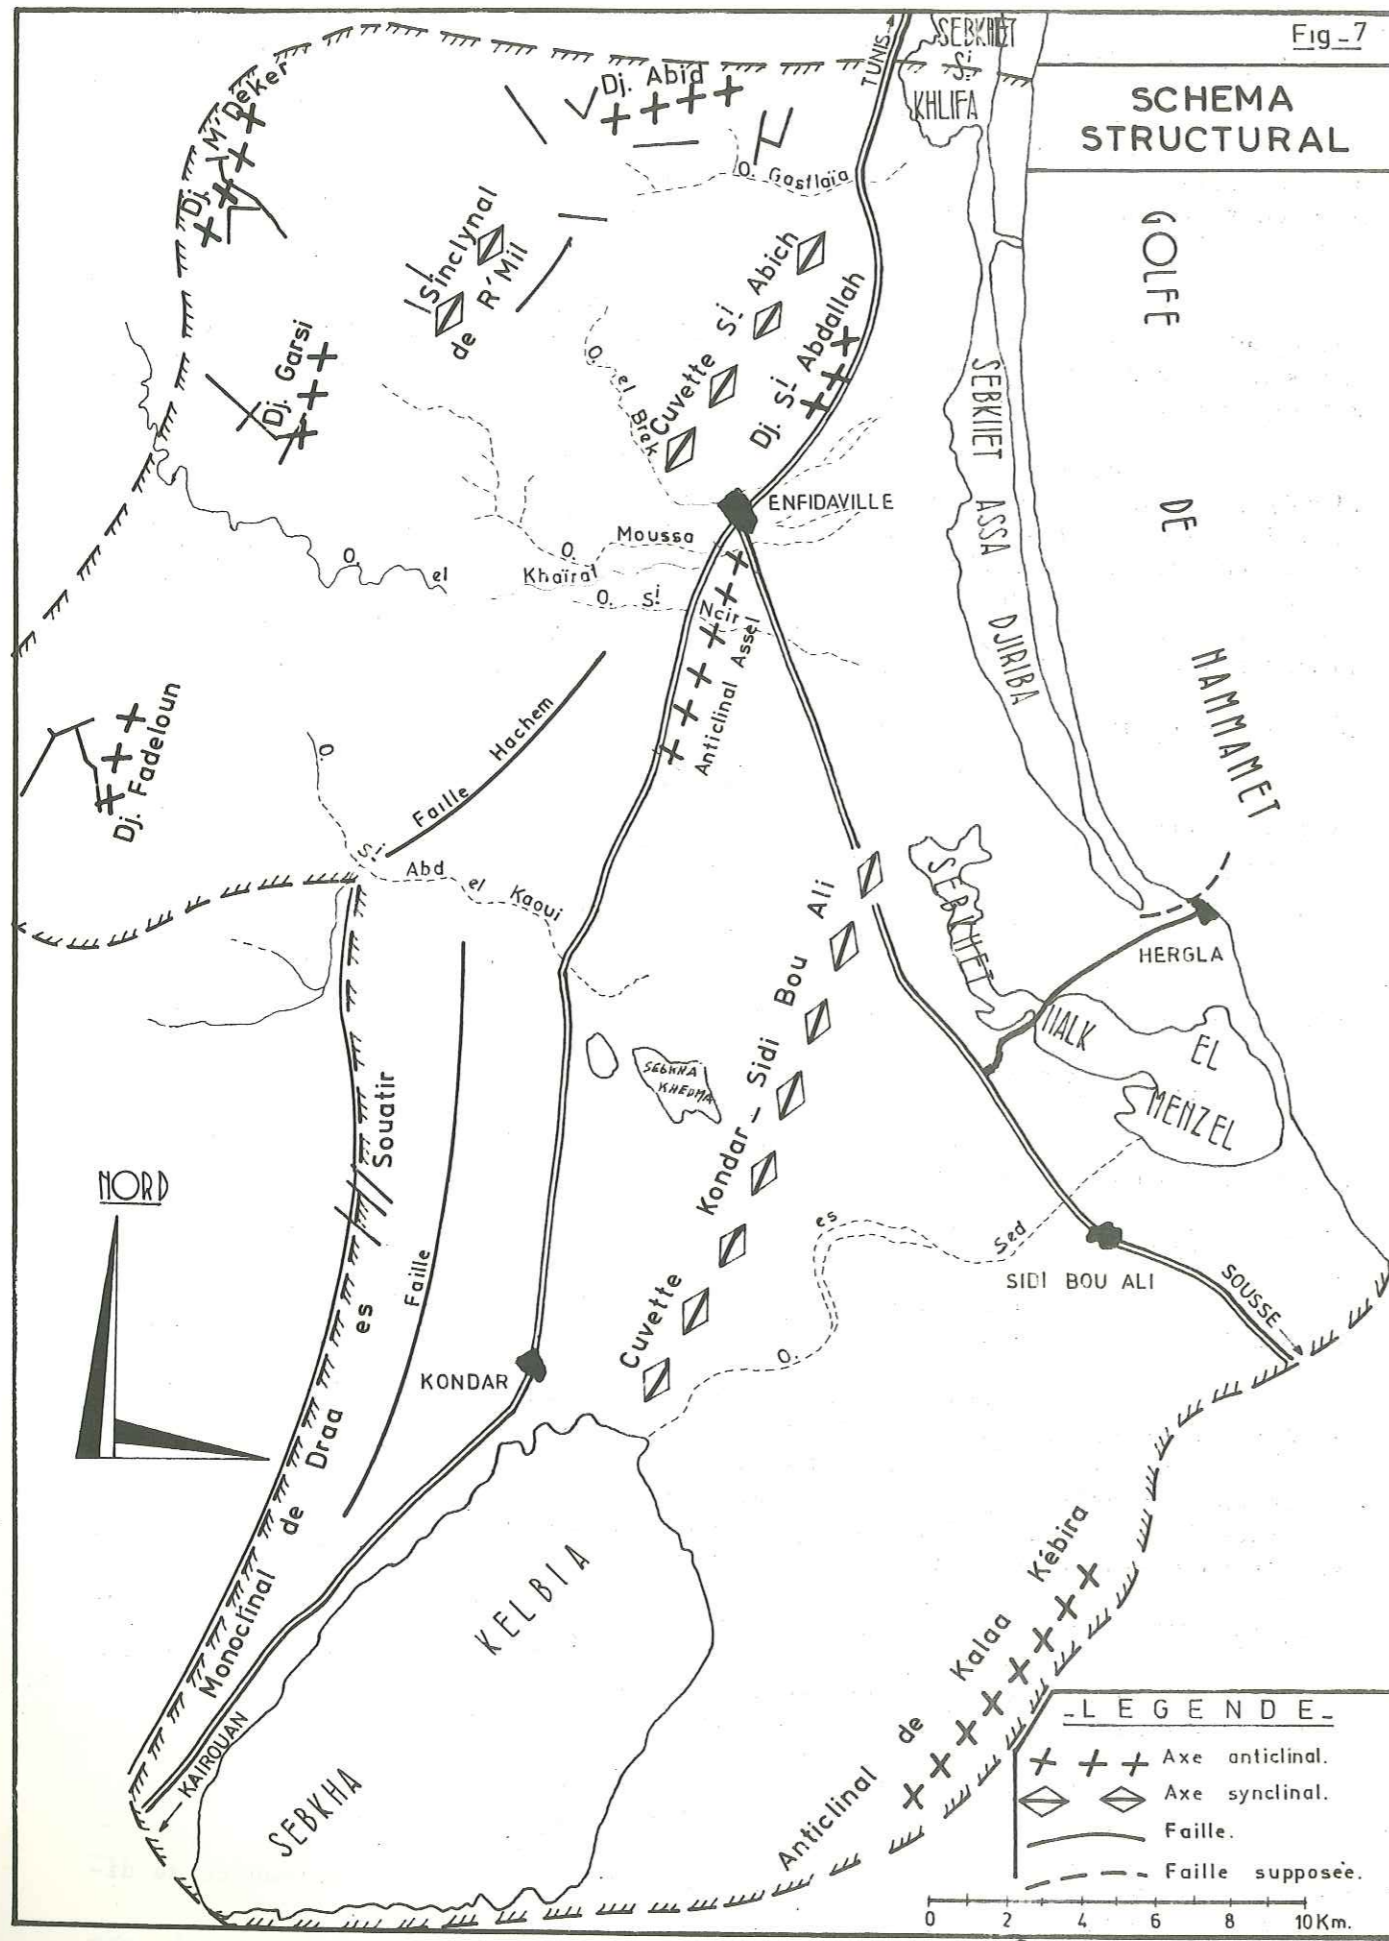 Fig_7
SCHEMA
STRUCTURAL
TUNIS
SEBKHET
Si
KHLIFA
Dj. Abid
Dj. M'Deker
O. Gastlaïa
GOLFE
DE
HAMMAMET
Sinclynal
de R'Mil
Cuvette Si Abich
Dj. Si Abdallah
Dj. Garsi
O. el Brek
SEBKHET ASSA DJIRIBA
ENFIDAVILLE
O. Moussa
O. el Khaïrat
O. Si Ncir
Anticlinal Assel
Faille Hachem
Dj. Fadeloun
O. Si Abd el Kaoui
SEBKHET HALK EL MENZEL
HERGLA
SEBKHA
KHEDMA
Cuvette Kondar - Sidi Bou Ali
NORD
Monoclinal de Draa es Souatir
Faille
O. es Sed
SIDI BOU ALI
SOUSSE
KONDAR
SEBKHA KELBIA
KAIROUAN
Anticlinal de Kalaa Kébira
_LEGENDE_
Axe anticlinal.
Axe synclinal.
Faille.
Faille supposée.
0 2 4 6 8 10Km.